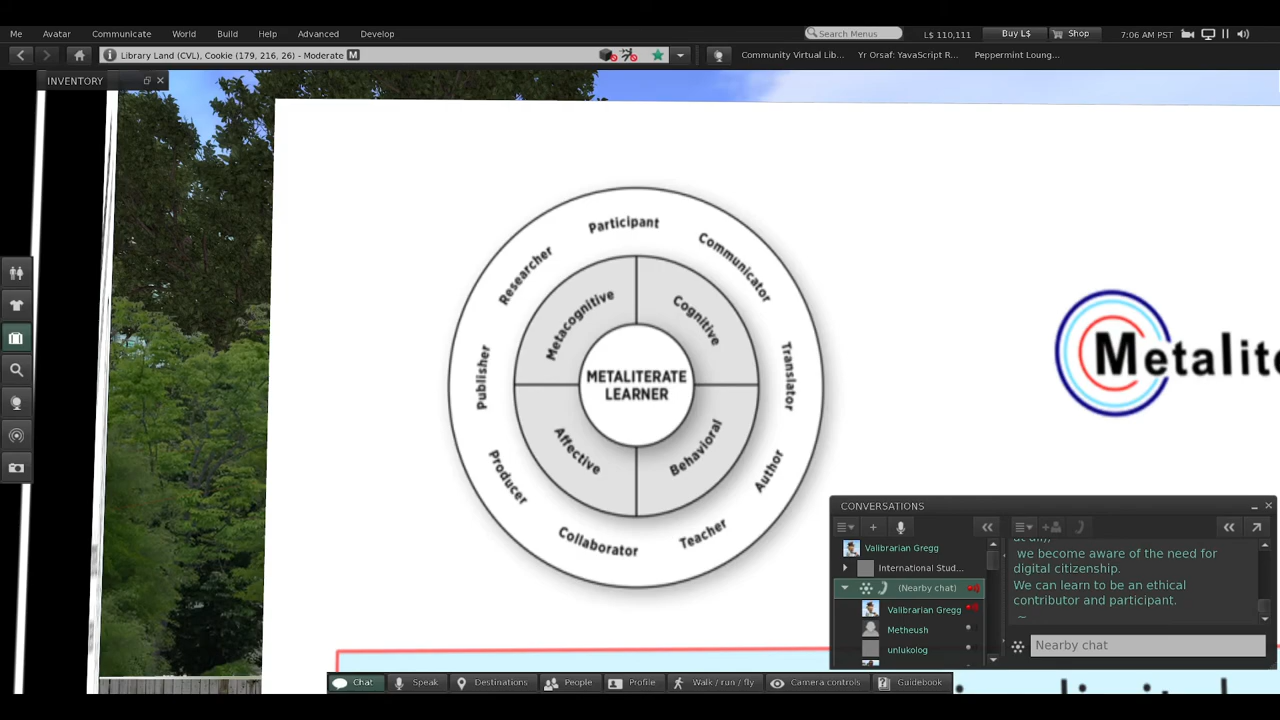 Me Avatar Communicate World Build Help Advanced Develop
Search Menus
L$ 110,111
Buy L$
Shop
7:06 AM PST
Library Land (CVL), Cookie (179, 216, 26) - Moderate M
Community Virtual Lib...
Yr Orsaf: YavaScript R...
Peppermint Loung...
INVENTORY
Participant
Communicator
Translator
Author
Teacher
Collaborator
Producer
Publisher
Researcher
Metacognitive
Cognitive
Behavioral
Affective
METALITERATE
LEARNER
CONVERSATIONS
Valibrarian Gregg
International Stud...
(Nearby chat)
Valibrarian Gregg
Metheush
unlukolog
we become aware of the need for
digital citizenship.
We can learn to be an ethical
contributor and participant.
~
Nearby chat
Chat
Speak
Destinations
People
Profile
Walk / run / fly
Camera controls
Guidebook